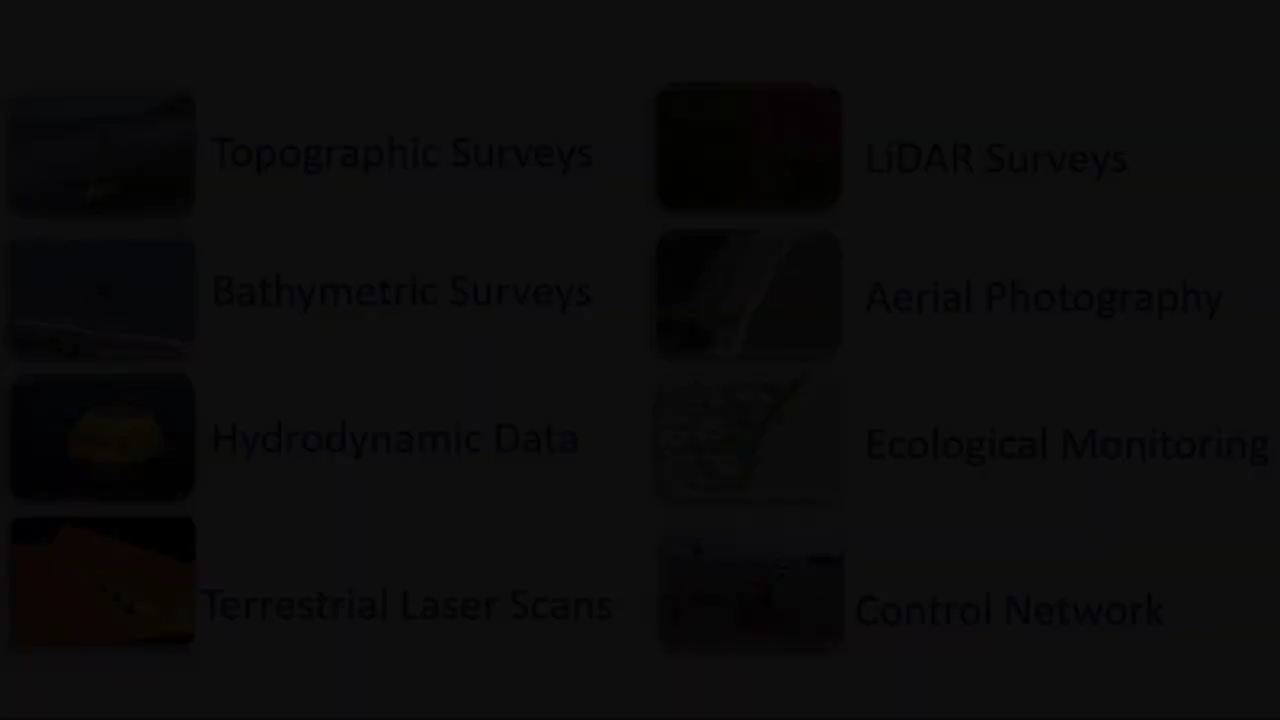 Topographic Surveys
Bathymetric Surveys
Hydrodynamic Data
Terrestrial Laser Scans
LiDAR Surveys
Aerial Photography
Ecological Monitoring
Control Network